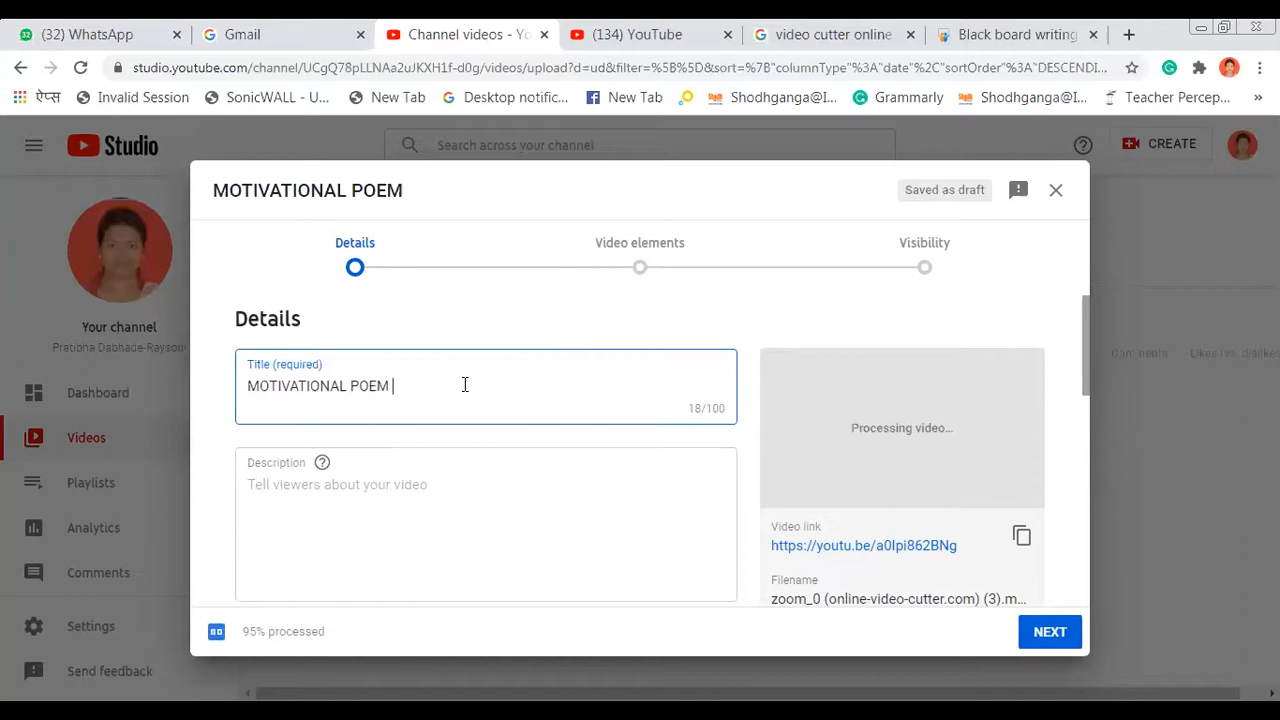 (32) WhatsApp
Gmail
Channel videos - Yo
(134) YouTube
video cutter online
Black board writing
studio.youtube.com/channel/UCgQ78pLLNAa2uJKXH1f-d0g/videos/upload?d=ud&filter=%5B%5D&sort=%7B"columnType"%3A"date"%2C"sortOrder"%3A"DESCENDI...
ऐप्स
Invalid Session
SonicWALL - U...
New Tab
Desktop notific...
New Tab
Shodhganga@I...
Grammarly
Shodhganga@I...
Teacher Percep...
»
Studio
Search across your channel
CREATE
MOTIVATIONAL POEM
Saved as draft
Details
Video elements
Visibility
Your channel
Pratibha Dabhade-Rayson
Dashboard
Videos
Playlists
Analytics
Comments
Settings
Send feedback
Details
Title (required)
MOTIVATIONAL POEM
18/100
Description
Tell viewers about your video
Processing video...
Video link
https://youtu.be/a0Ipi862BNg
Filename
zoom_0 (online-video-cutter.com) (3).m...
Comments
Likes (vs. dislike
SD
95% processed
NEXT